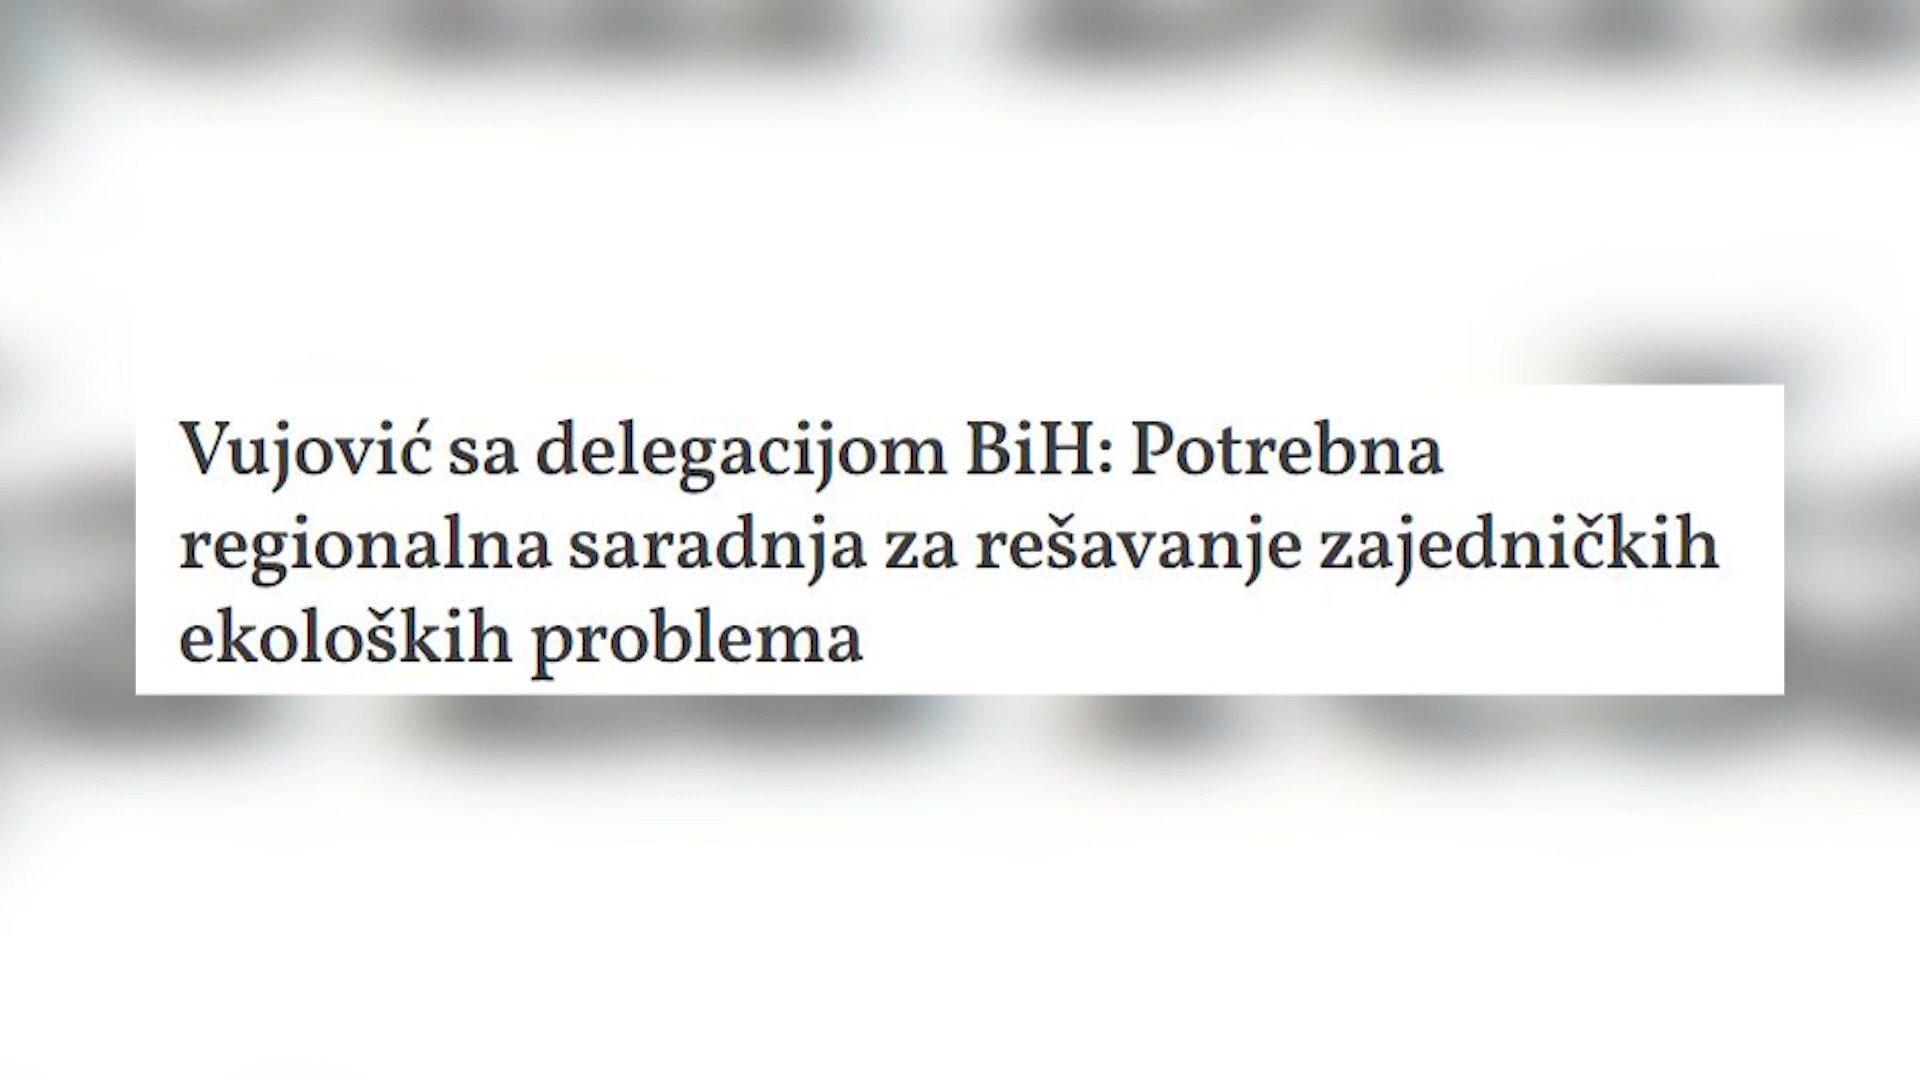 Vujović sa delegacijom BiH: Potrebna
regionalna saradnja za rešavanje zajedničkih
ekoloških problema